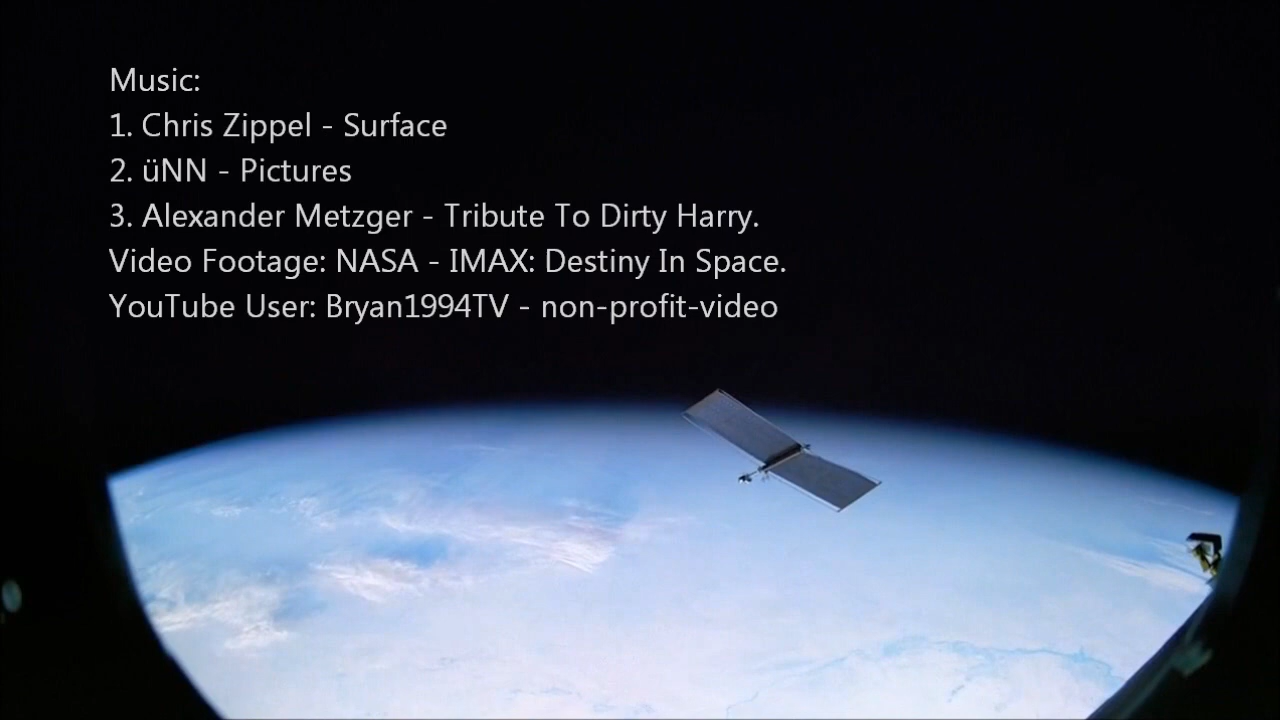 Music:
1. Chris Zippel - Surface
2. üNN - Pictures
3. Alexander Metzger - Tribute To Dirty Harry.
Video Footage: NASA - IMAX: Destiny In Space.
YouTube User: Bryan1994TV - non-profit-video